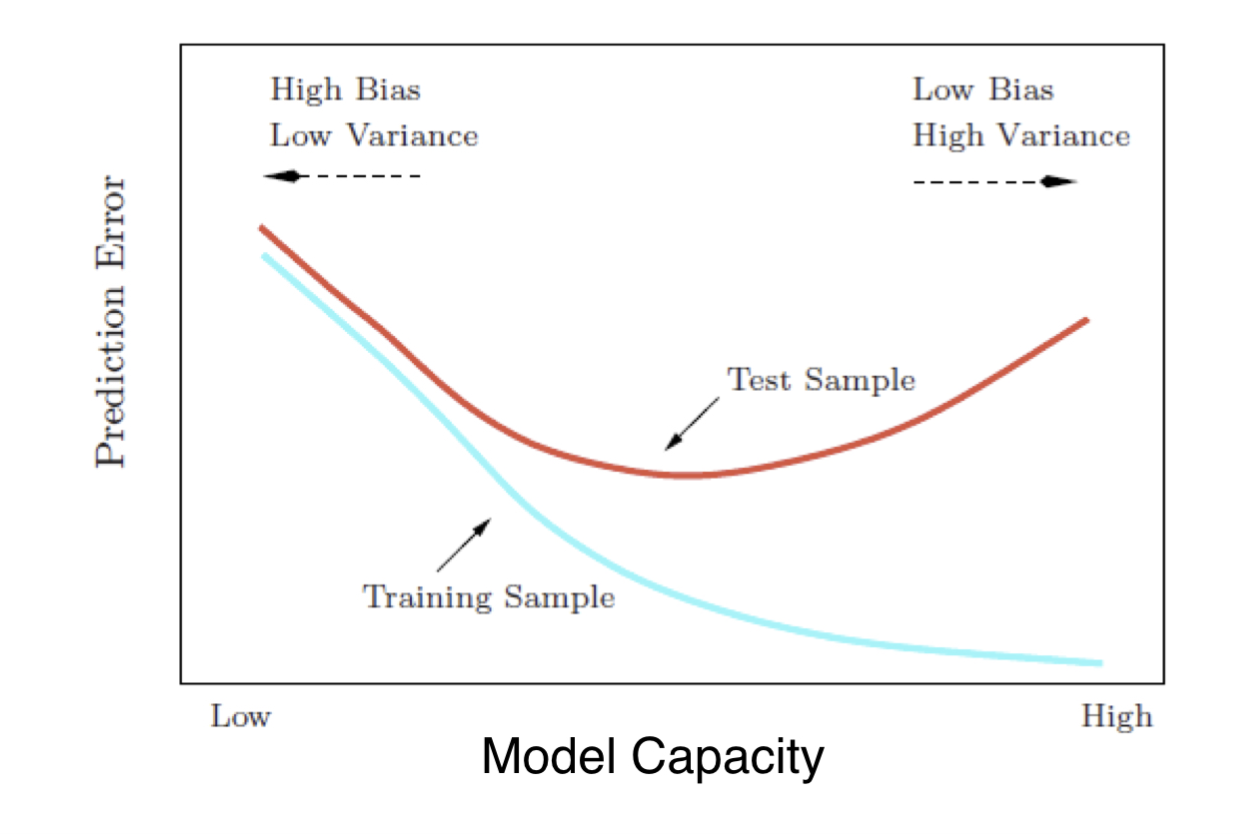 High Bias
Low Variance
Low Bias
High Variance
Prediction Error
Test Sample
Training Sample
Low
High
Model Capacity